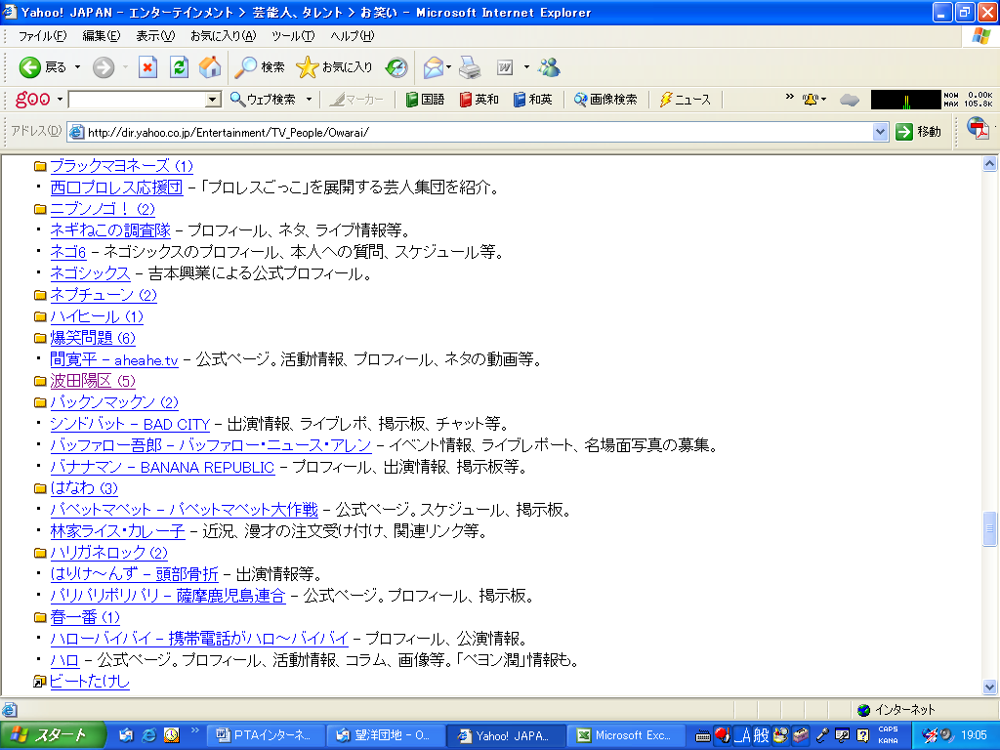 Yahoo! JAPAN - エンターテインメント > 芸能人、タレント > お笑い - Microsoft Internet Explorer
ファイル(F) 編集(E) 表示(V) お気に入り(A) ツール(T) ヘルプ(H)
戻る 検索 お気に入り
goo ウェブ検索 マーカー 国語 英和 和英 画像検索 ニュース » NOW 0.00K MAX 105.8K
アドレス(D) http://dir.yahoo.co.jp/Entertainment/TV_People/Owarai/ 移動
ブラックマヨネーズ (1)
・ 西口プロレス応援団 - 「プロレスごっこ」を展開する芸人集団を紹介。
ニブンノゴ！ (2)
・ ネギねこの調査隊 - プロフィール、ネタ、ライブ情報等。
・ ネゴ6 - ネゴシックスのプロフィール、本人への質問、スケジュール等。
・ ネゴシックス - 吉本興業による公式プロフィール。
ネプチューン (2)
ハイヒール (1)
爆笑問題 (6)
・ 間寛平 - aheahe.tv - 公式ページ。活動情報、プロフィール、ネタの動画等。
波田陽区 (5)
パックンマックン (2)
・ シンドバット - BAD CITY - 出演情報、ライブレポ、掲示板、チャット等。
・ バッファロー吾郎 - バッファロー・ニュース・アレン - イベント情報、ライブレポート、名場面写真の募集。
・ バナナマン - BANANA REPUBLIC - プロフィール、出演情報、掲示板等。
はなわ (3)
・ パペットマペット - パペットマペット大作戦 - 公式ページ。スケジュール、掲示板。
・ 林家ライス・カレー子 - 近況、漫才の注文受け付け、関連リンク等。
ハリガネロック (2)
・ はりけ～んず - 頭部骨折 - 出演情報等。
・ パリパリポリパリ - 薩摩鹿児島連合 - 公式ページ。プロフィール、掲示板。
春一番 (1)
・ ハローバイバイ - 携帯電話がハロ～バイバイ - プロフィール、公演情報。
・ ハロ - 公式ページ。プロフィール、活動情報、コラム、画像等。「ペヨン潤」情報も。
ビートたけし
インターネット
スタート » PTAインターネ... 望洋団地 - O... Yahoo! JAPA... Microsoft Exc... A 般 CAPS KANA 19:05